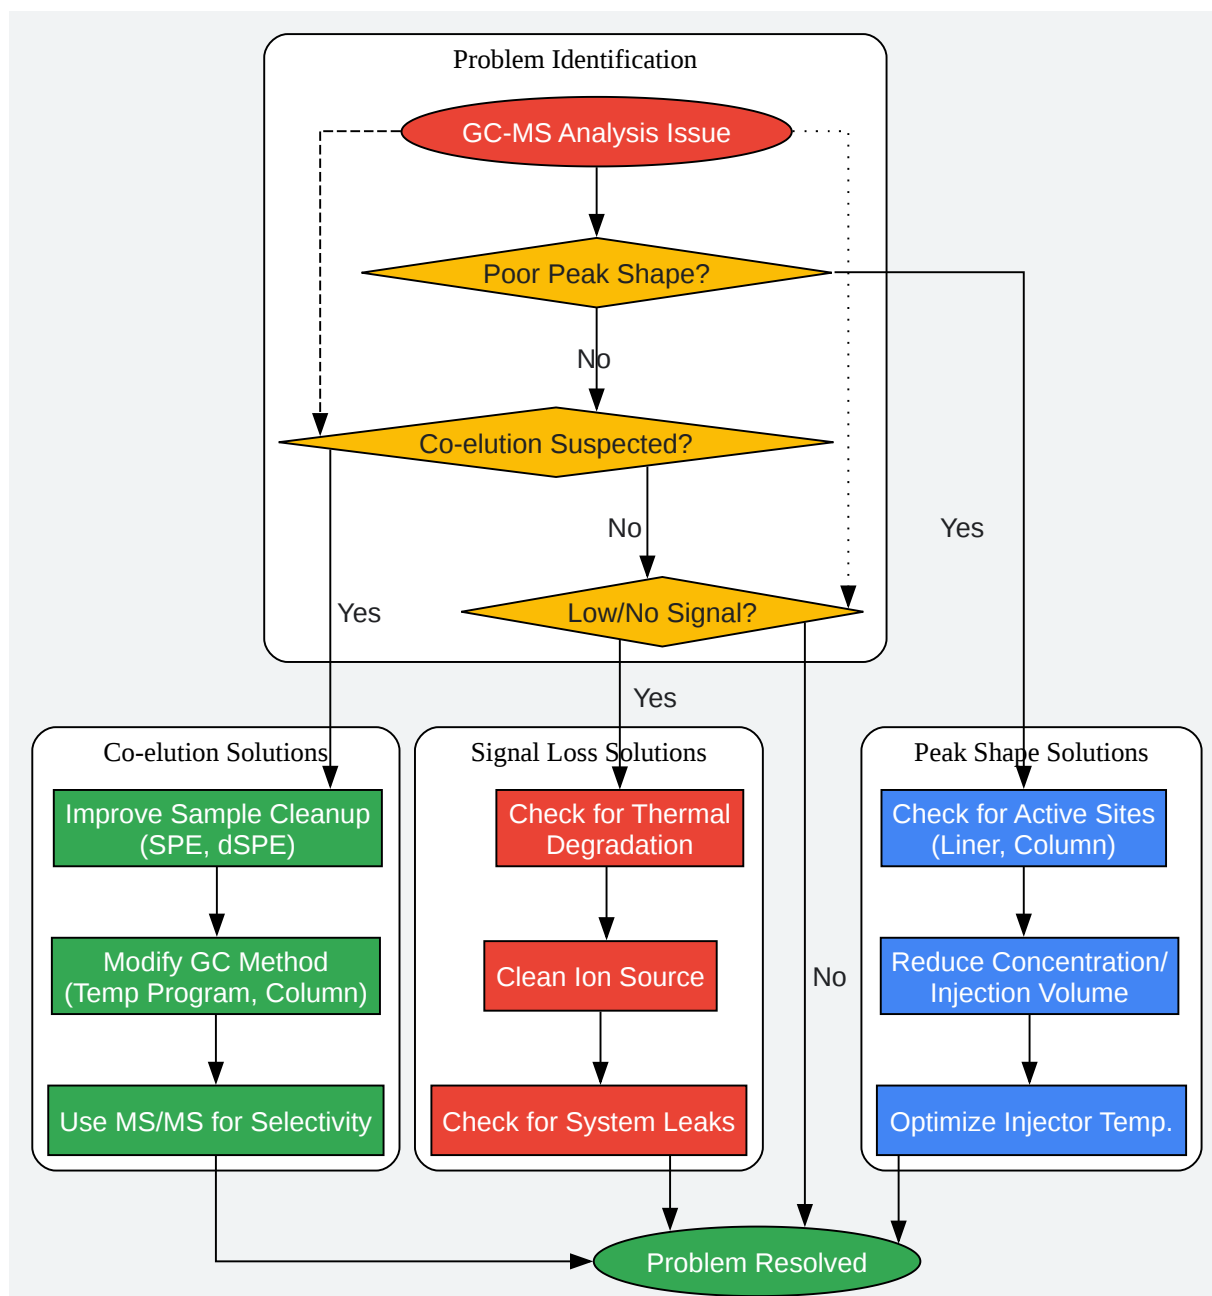 Problem Identification
GC-MS Analysis Issue
Poor Peak Shape?
No
Co-elution Suspected?
No
Yes
Low/No Signal?
Yes
Yes
Co-elution Solutions
Improve Sample Cleanup
(SPE, dSPE)
Modify GC Method
(Temp Program, Column)
Use MS/MS for Selectivity
Signal Loss Solutions
Check for Thermal
Degradation
Clean Ion Source
Check for System Leaks
No
Peak Shape Solutions
Check for Active Sites
(Liner, Column)
Reduce Concentration/
Injection Volume
Optimize Injector Temp.
Problem Resolved